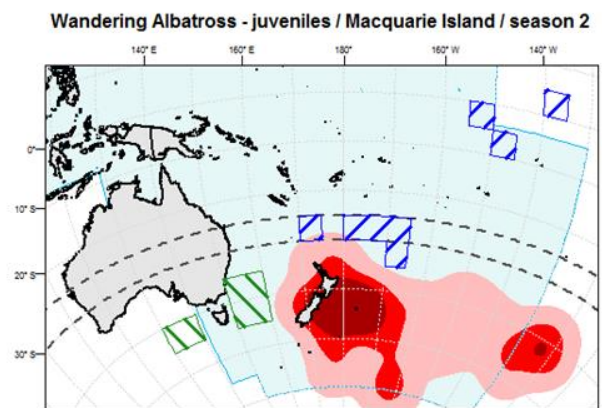 Wandering Albatross - juveniles / Macquarie Island / season 2
140° E 160° E 180° 160° W 140° W
0°
10° S
20° S
30° S